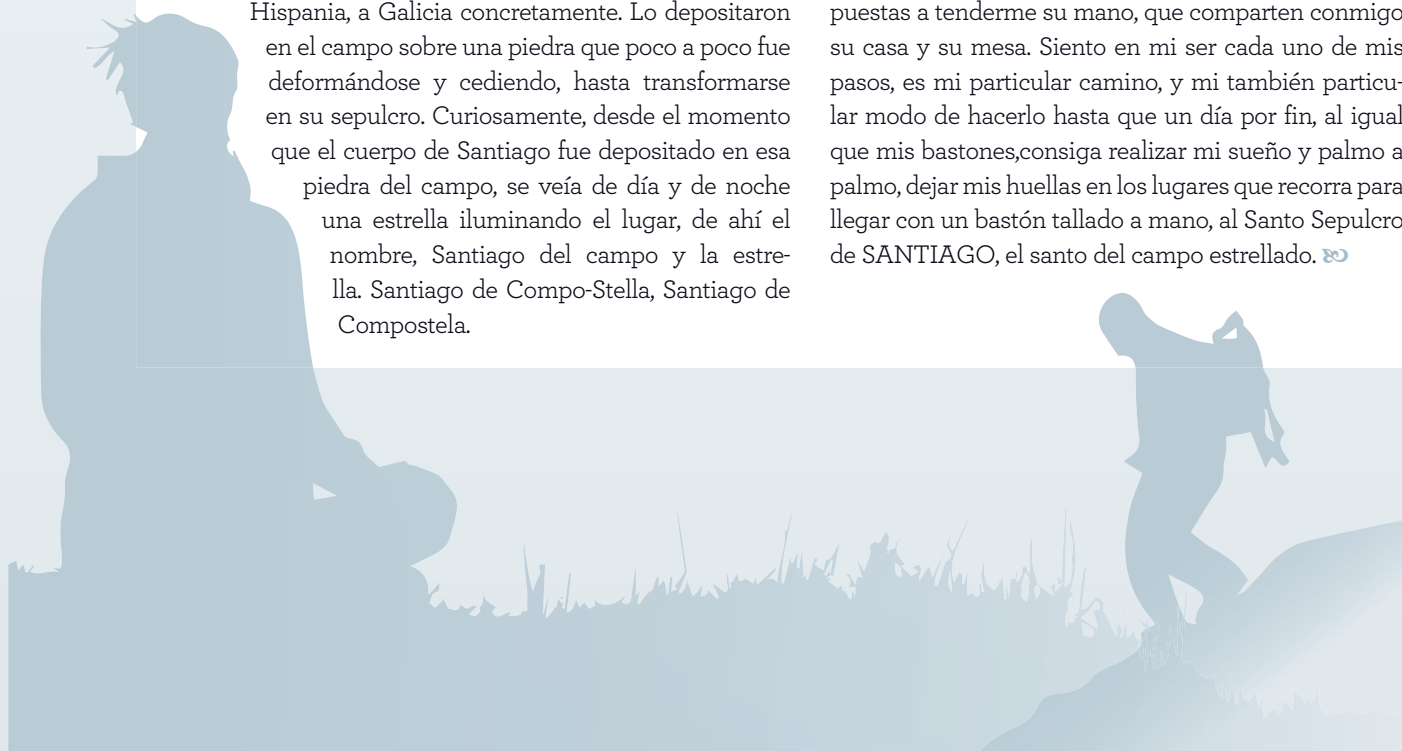 Hispania, a Galicia concretamente. Lo depositaron
en el campo sobre una piedra que poco a poco fue
deformándose y cediendo, hasta transformarse
en su sepulcro. Curiosamente, desde el momento
que el cuerpo de Santiago fue depositado en esa
piedra del campo, se veía de día y de noche
una estrella iluminando el lugar, de ahí el
nombre, Santiago del campo y la estre-
lla. Santiago de Compo-Stella, Santiago de
Compostela.
puestas a tenderme su mano, que comparten conmigo
su casa y su mesa. Siento en mi ser cada uno de mis
pasos, es mi particular camino, y mi también particu-
lar modo de hacerlo hasta que un día por fin, al igual
que mis bastones,consiga realizar mi sueño y palmo a
palmo, dejar mis huellas en los lugares que recorra para
llegar con un bastón tallado a mano, al Santo Sepulcro
de SANTIAGO, el santo del campo estrellado.